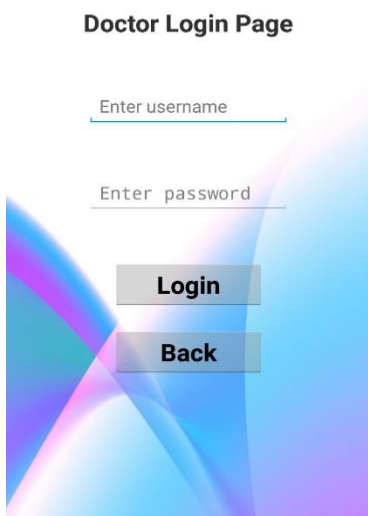 Doctor Login Page
Enter username
Enter password
Login
Back